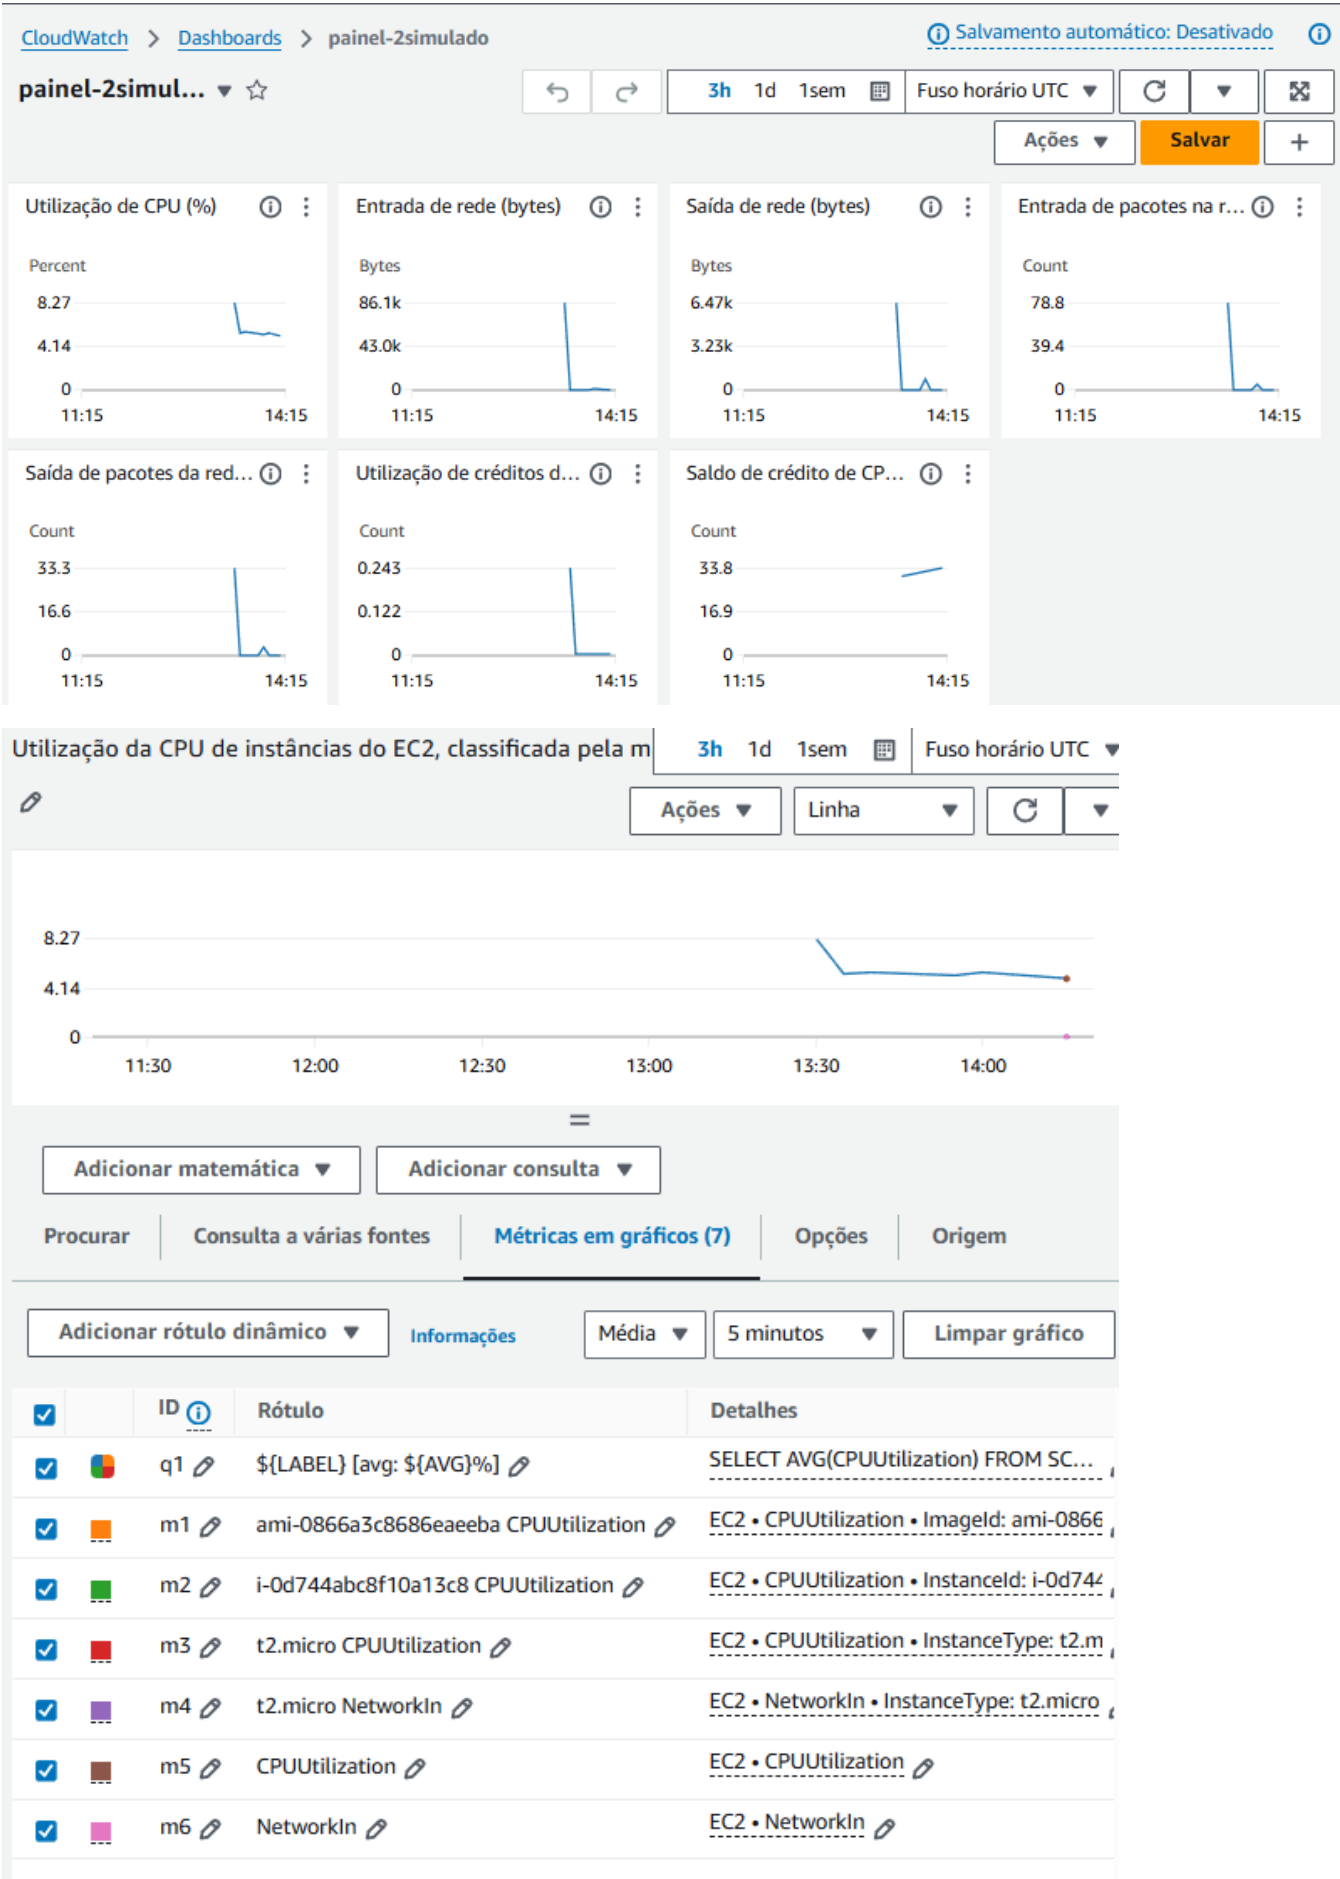 CloudWatch > Dashboards > painel-2simulado
Salvamento automático: Desativado
painel-2simul...
3h 1d 1sem Fuso horário UTC
Ações Salvar +
Utilização de CPU (%)
Percent
8.27
4.14
0
11:15 14:15
Entrada de rede (bytes)
Bytes
86.1k
43.0k
0
11:15 14:15
Saída de rede (bytes)
Bytes
6.47k
3.23k
0
11:15 14:15
Entrada de pacotes na r...
Count
78.8
39.4
0
11:15 14:15
Saída de pacotes da red...
Count
33.3
16.6
0
11:15 14:15
Utilização de créditos d...
Count
0.243
0.122
0
11:15 14:15
Saldo de crédito de CP...
Count
33.8
16.9
0
11:15 14:15
Utilização da CPU de instâncias do EC2, classificada pela m
3h 1d 1sem Fuso horário UTC
Ações Linha
8.27
4.14
0
11:30 12:00 12:30 13:00 13:30 14:00
Adicionar matemática Adicionar consulta
Procurar Consulta a várias fontes Métricas em gráficos (7) Opções Origem
Adicionar rótulo dinâmico Informações Média 5 minutos Limpar gráfico
ID Rótulo Detalhes
q1 ${LABEL} [avg: ${AVG}%] SELECT AVG(CPUUtilization) FROM SC...
m1 ami-0866a3c8686eaeeba CPUUtilization EC2 • CPUUtilization • ImageId: ami-0866
m2 i-0d744abc8f10a13c8 CPUUtilization EC2 • CPUUtilization • InstanceId: i-0d744
m3 t2.micro CPUUtilization EC2 • CPUUtilization • InstanceType: t2.m
m4 t2.micro NetworkIn EC2 • NetworkIn • InstanceType: t2.micro
m5 CPUUtilization EC2 • CPUUtilization
m6 NetworkIn EC2 • NetworkIn